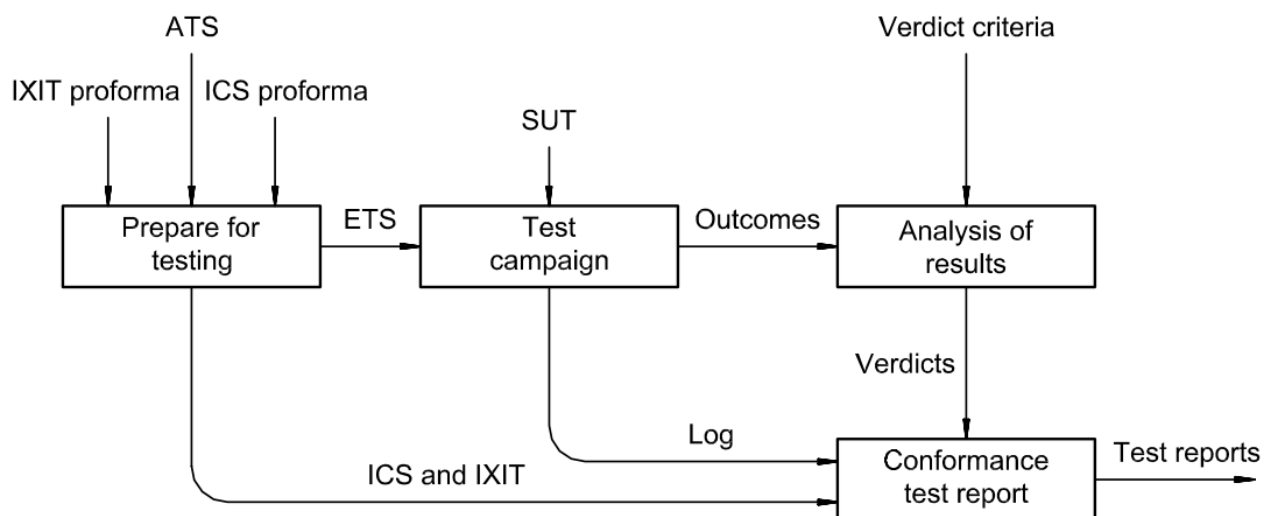 ATS
Verdict criteria
IXIT proforma
ICS proforma
SUT
Prepare for
testing
ETS
Test
campaign
Outcomes
Analysis of
results
Verdicts
Log
ICS and IXIT
Conformance
test report
Test reports